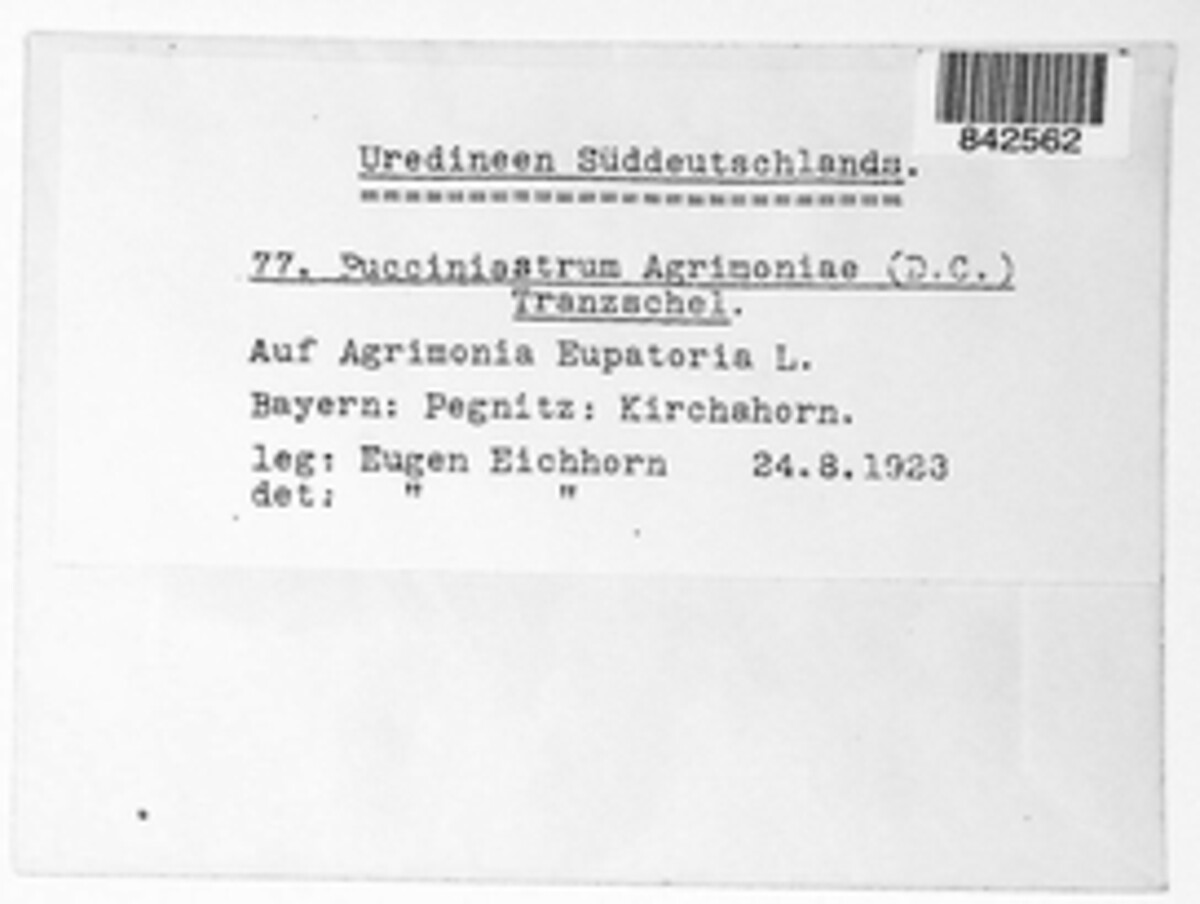 842562
Uredineen Süddeutschlands.
=========================
77. Pucciniastrum Agrimoniae (D.C.)
Tranzschel.
Auf Agrimonia Eupatoria L.
Bayern: Pegnitz: Kirchahorn.
leg: Eugen Eichhorn 24.8.1923
det: " "